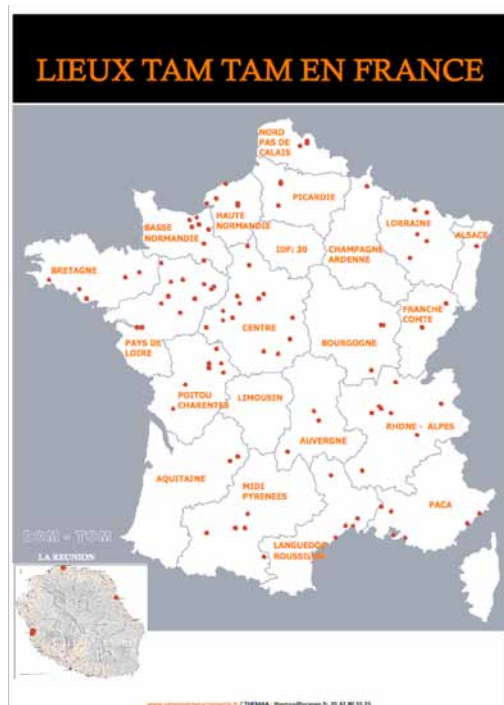 LIEUX TAM TAM EN FRANCE
NORD
PAS DE
CALAIS
PICARDIE
HAUTE
NORMANDIE
BASSE
NORMANDIE
IDF: 30
CHAMPAGNE
ARDENNE
LORRAINE
ALSACE
BRETAGNE
PAYS DE
LOIRE
CENTRE
BOURGOGNE
FRANCHE
COMTE
POITOU
CHARENTES
LIMOUSIN
AUVERGNE
RHONE - ALPES
AQUITAINE
MIDI
PYRENEES
PACA
LANGUEDOC
ROUSSILLON
DOM - TOM
LA REUNION